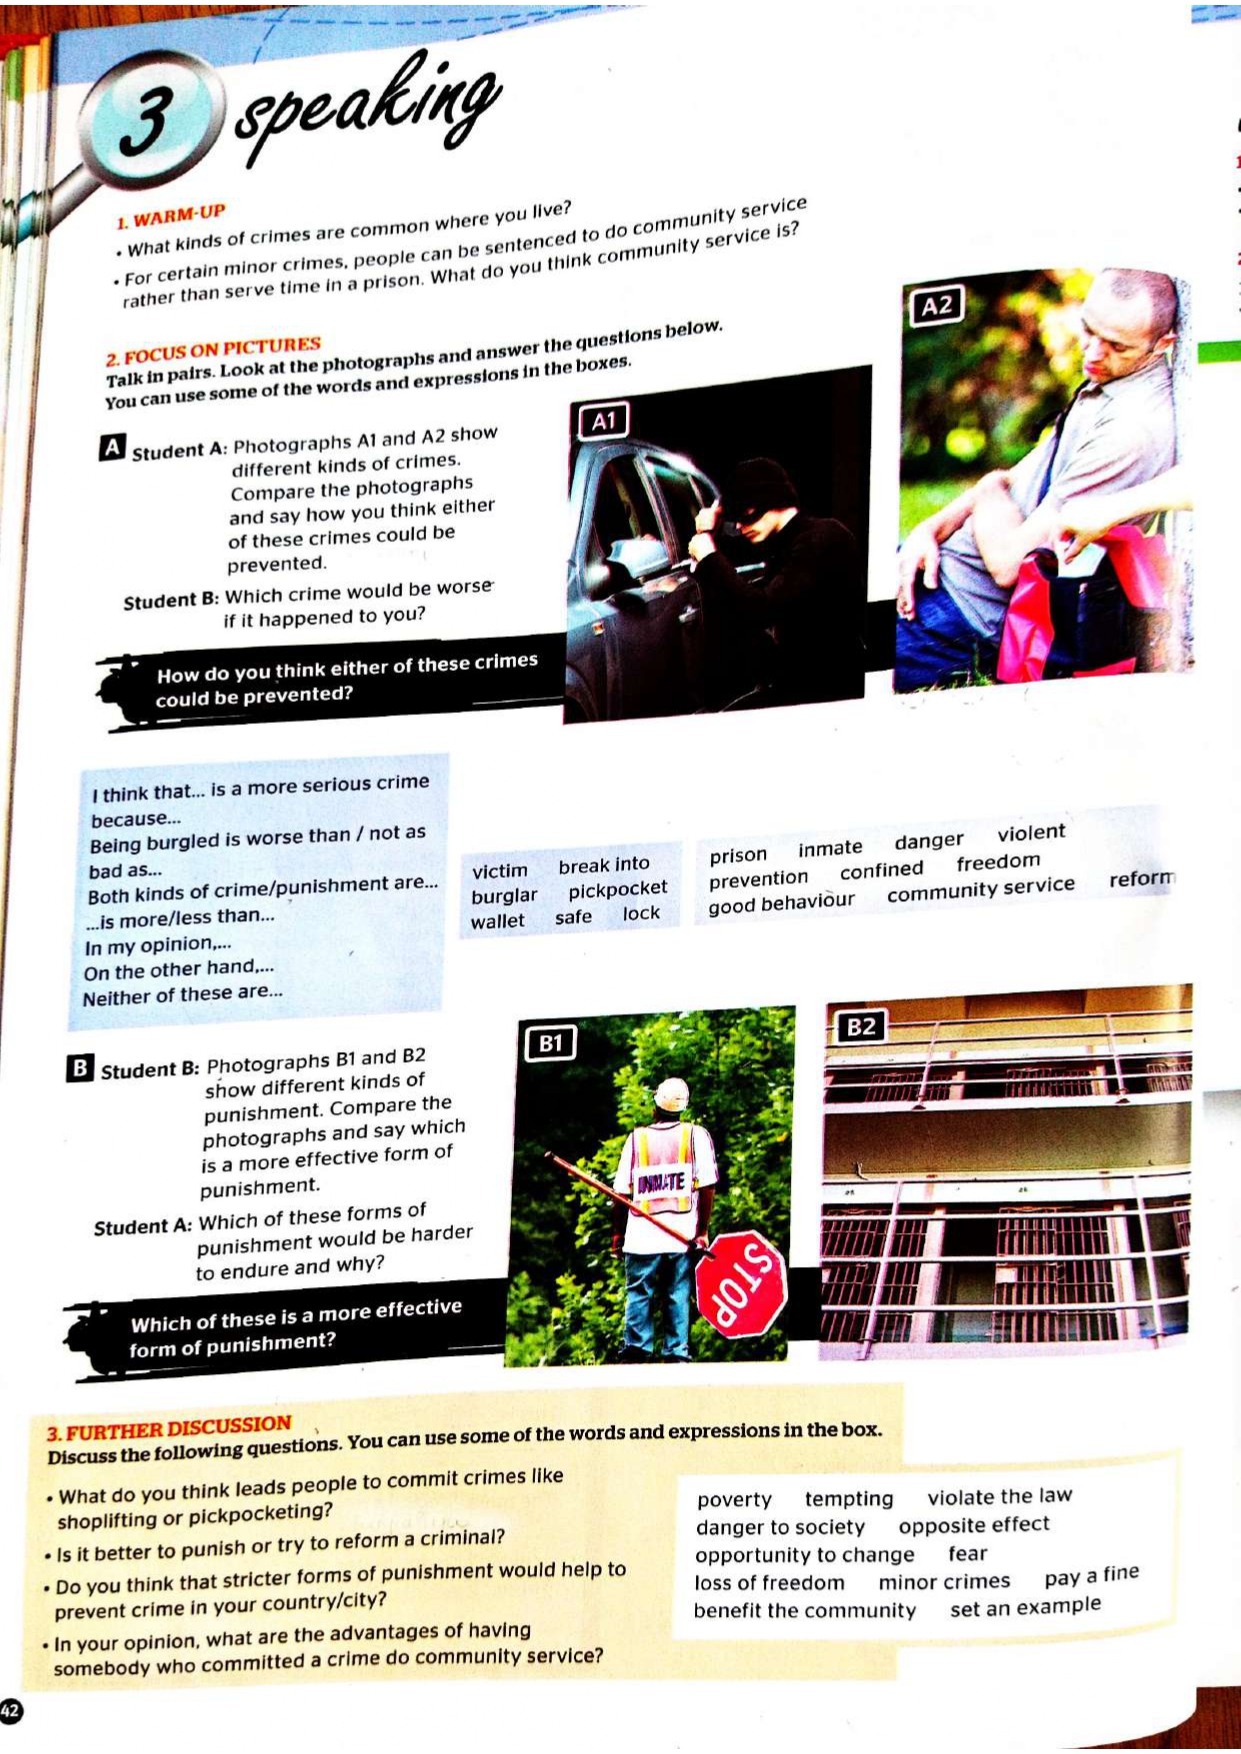 3 speaking
1. WARM-UP
• What kinds of crimes are common where you live?
• For certain minor crimes, people can be sentenced to do community service
rather than serve time in a prison. What do you think community service is?
2. FOCUS ON PICTURES
Talk in pairs. Look at the photographs and answer the questions below.
You can use some of the words and expressions in the boxes.
A Student A: Photographs A1 and A2 show
different kinds of crimes.
Compare the photographs
and say how you think either
of these crimes could be
prevented.
Student B: Which crime would be worse
if it happened to you?
How do you think either of these crimes
could be prevented?
A1
A2
I think that... is a more serious crime
because...
Being burgled is worse than / not as
bad as...
Both kinds of crime/punishment are...
...is more/less than...
In my opinion,...
On the other hand,...
Neither of these are...
victim break into
burglar pickpocket
wallet safe lock
prison inmate danger violent
prevention confined freedom
good behaviour community service reform
B Student B: Photographs B1 and B2
show different kinds of
punishment. Compare the
photographs and say which
is a more effective form of
punishment.
Student A: Which of these forms of
punishment would be harder
to endure and why?
Which of these is a more effective
form of punishment?
B1
INMATE
STOP
B2
3. FURTHER DISCUSSION
Discuss the following questions. You can use some of the words and expressions in the box.
• What do you think leads people to commit crimes like
shoplifting or pickpocketing?
• Is it better to punish or try to reform a criminal?
• Do you think that stricter forms of punishment would help to
prevent crime in your country/city?
• In your opinion, what are the advantages of having
somebody who committed a crime do community service?
poverty tempting violate the law
danger to society opposite effect
opportunity to change fear
loss of freedom minor crimes pay a fine
benefit the community set an example
42